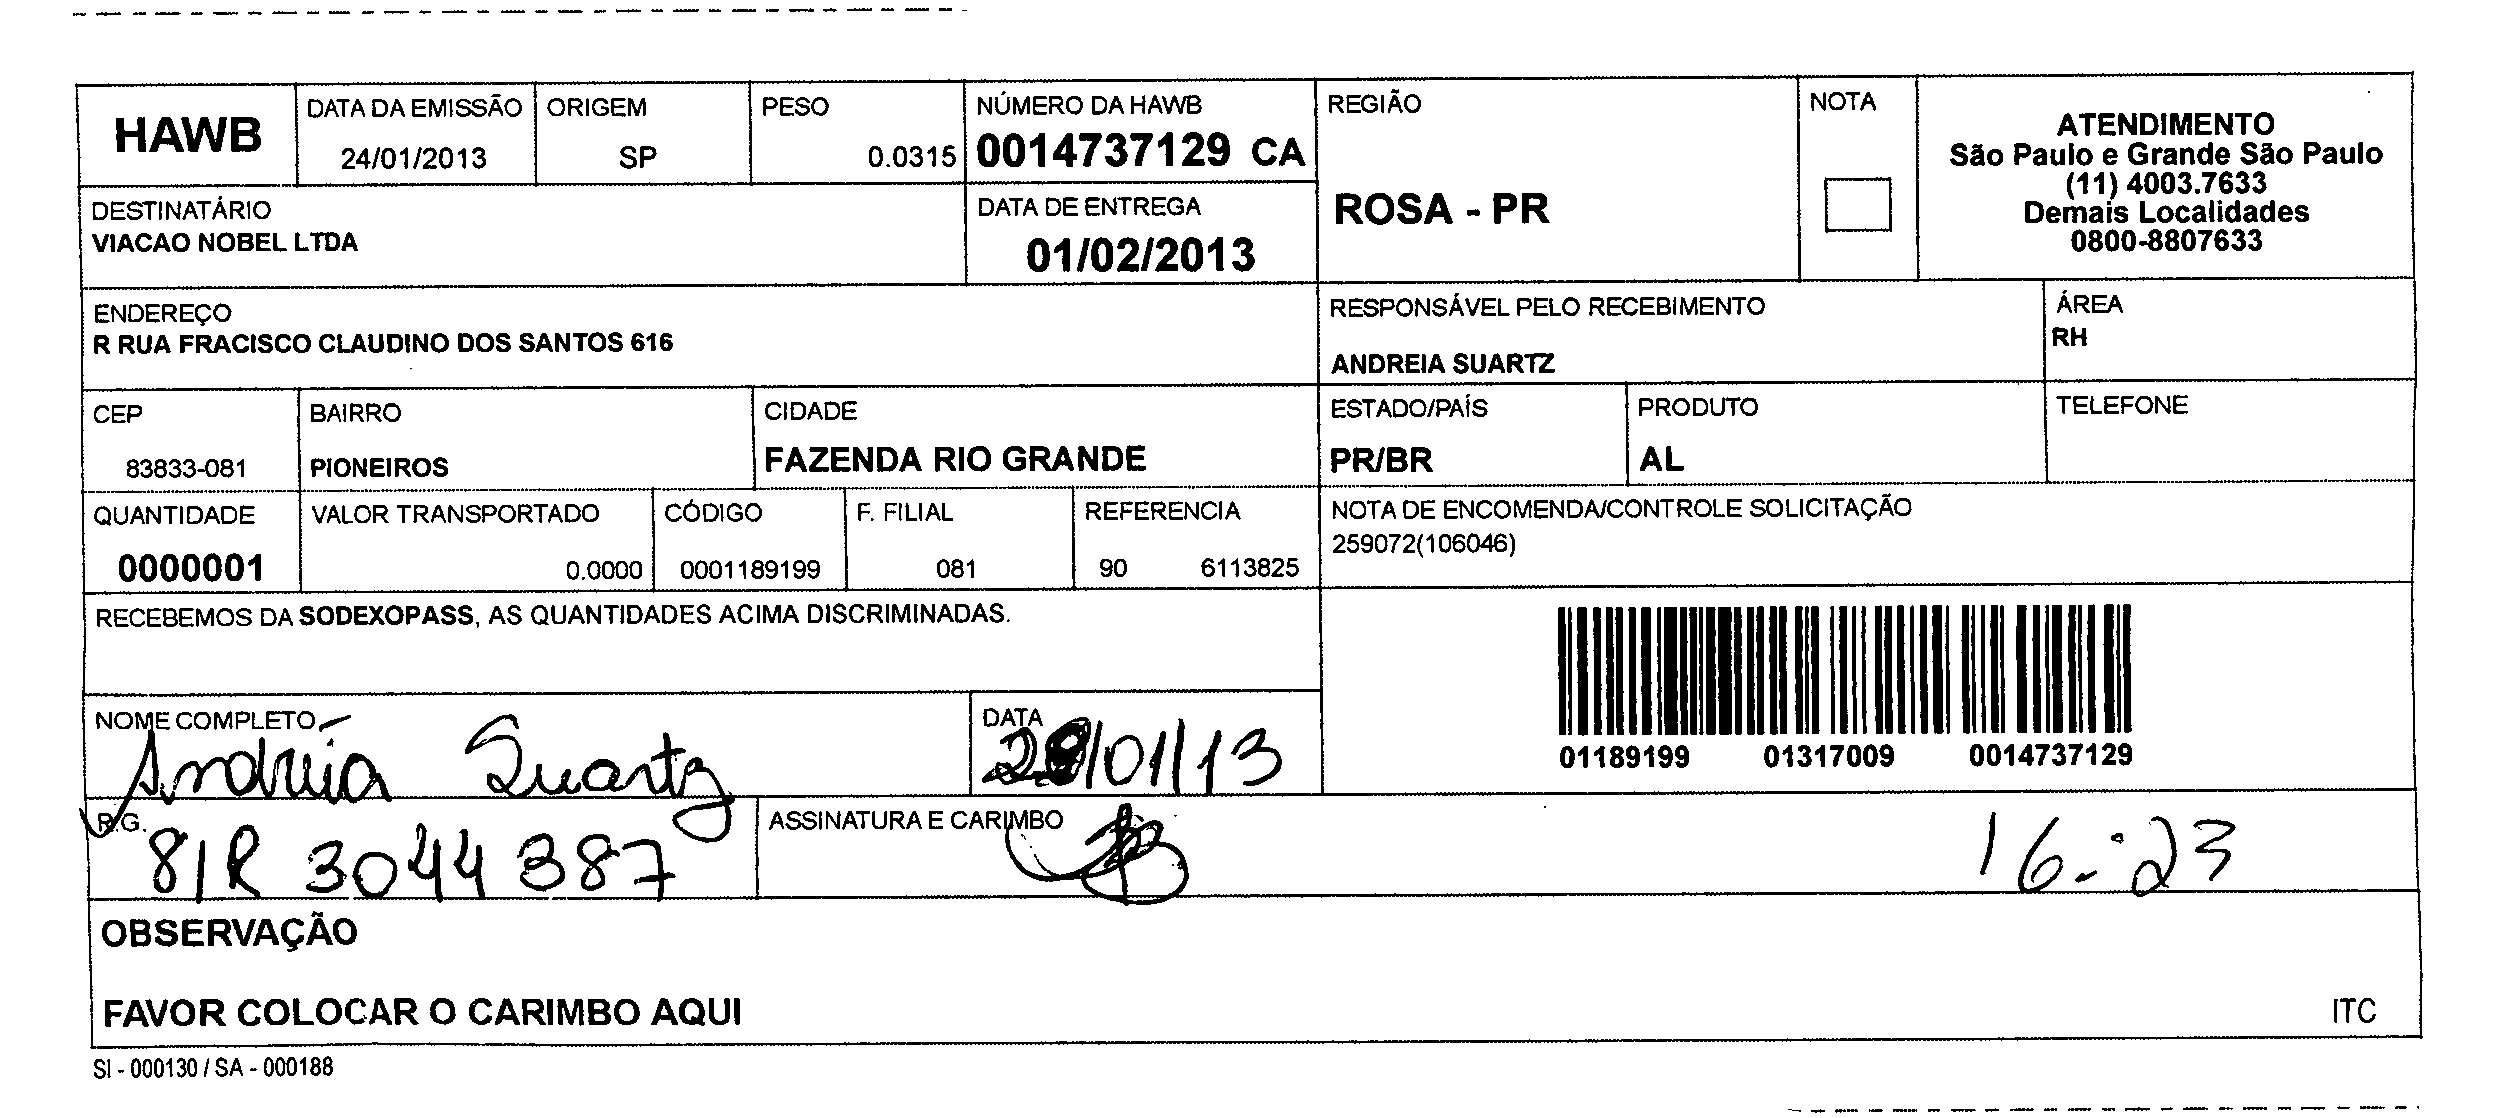 HAWB
DATA DA EMISSÃO
24/01/2013
ORIGEM
SP
PESO
0.0315
NÚMERO DA HAWB
0014737129 CA
REGIÃO
ROSA - PR
NOTA
ATENDIMENTO
São Paulo e Grande São Paulo
(11) 4003.7633
Demais Localidades
0800-8807633
DESTINATÁRIO
VIACAO NOBEL LTDA
DATA DE ENTREGA
01/02/2013
ENDEREÇO
R RUA FRACISCO CLAUDINO DOS SANTOS 616
RESPONSÁVEL PELO RECEBIMENTO
ANDREIA SUARTZ
ÁREA
RH
CEP
83833-081
BAIRRO
PIONEIROS
CIDADE
FAZENDA RIO GRANDE
ESTADO/PAÍS
PR/BR
PRODUTO
AL
TELEFONE
QUANTIDADE
0000001
VALOR TRANSPORTADO
0.0000
CÓDIGO
0001189199
F. FILIAL
081
REFERENCIA
90 6113825
NOTA DE ENCOMENDA/CONTROLE SOLICITAÇÃO
259072(106046)
RECEBEMOS DA SODEXOPASS, AS QUANTIDADES ACIMA DISCRIMINADAS.
01189199 01317009 0014737129
NOME COMPLETO
Andréia Suartz
DATA
28/01/13
R.G.
8/R 3044387
ASSINATURA E CARIMBO
16:23
OBSERVAÇÃO
FAVOR COLOCAR O CARIMBO AQUI
ITC
SI - 000130 / SA - 000188